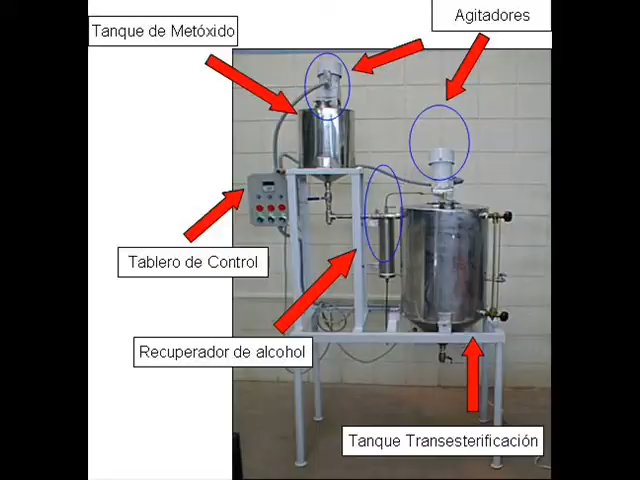 Agitadores
Tanque de Metóxido
Tablero de Control
Recuperador de alcohol
Tanque Transesterificación